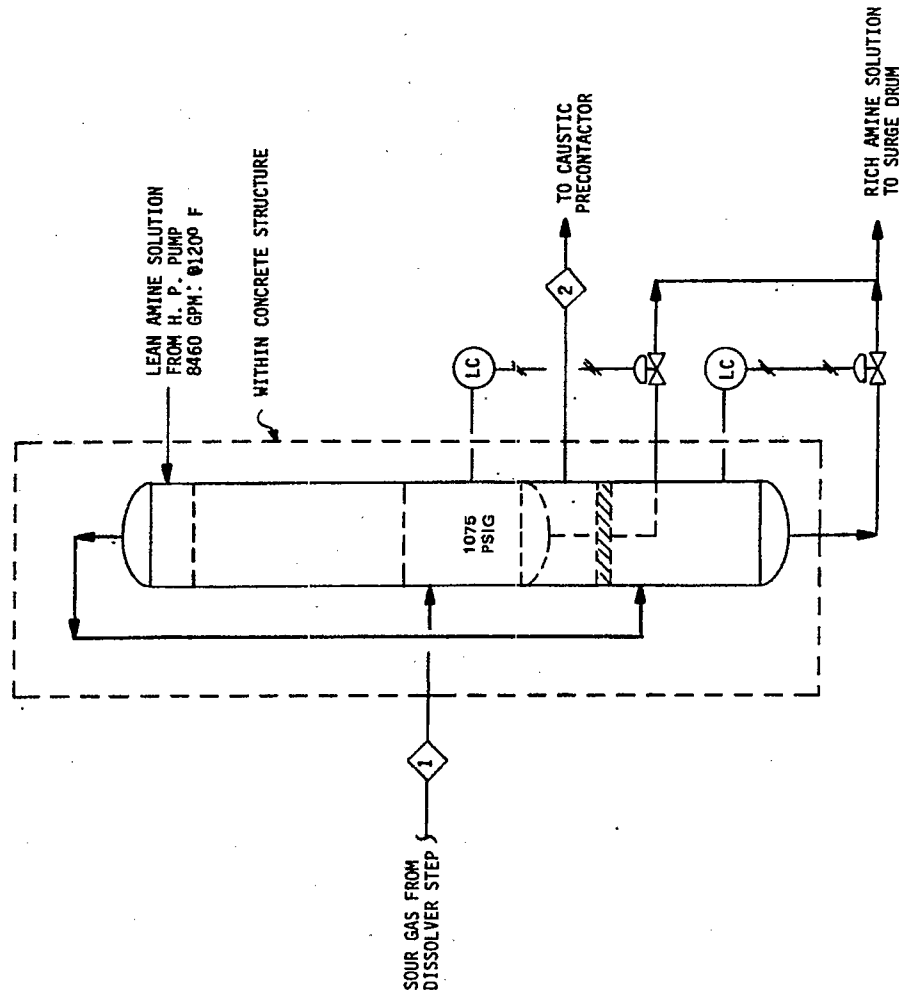 LEAN AMINE SOLUTION
FROM H. P. PUMP
8460 GPM: @120º F
WITHIN CONCRETE STRUCTURE
LC
1075
PSIG
2
TO CAUSTIC
PRECONTACTOR
LC
1
SOUR GAS FROM
DISSOLVER STEP
RICH AMINE SOLUTION
TO SURGE DRUM